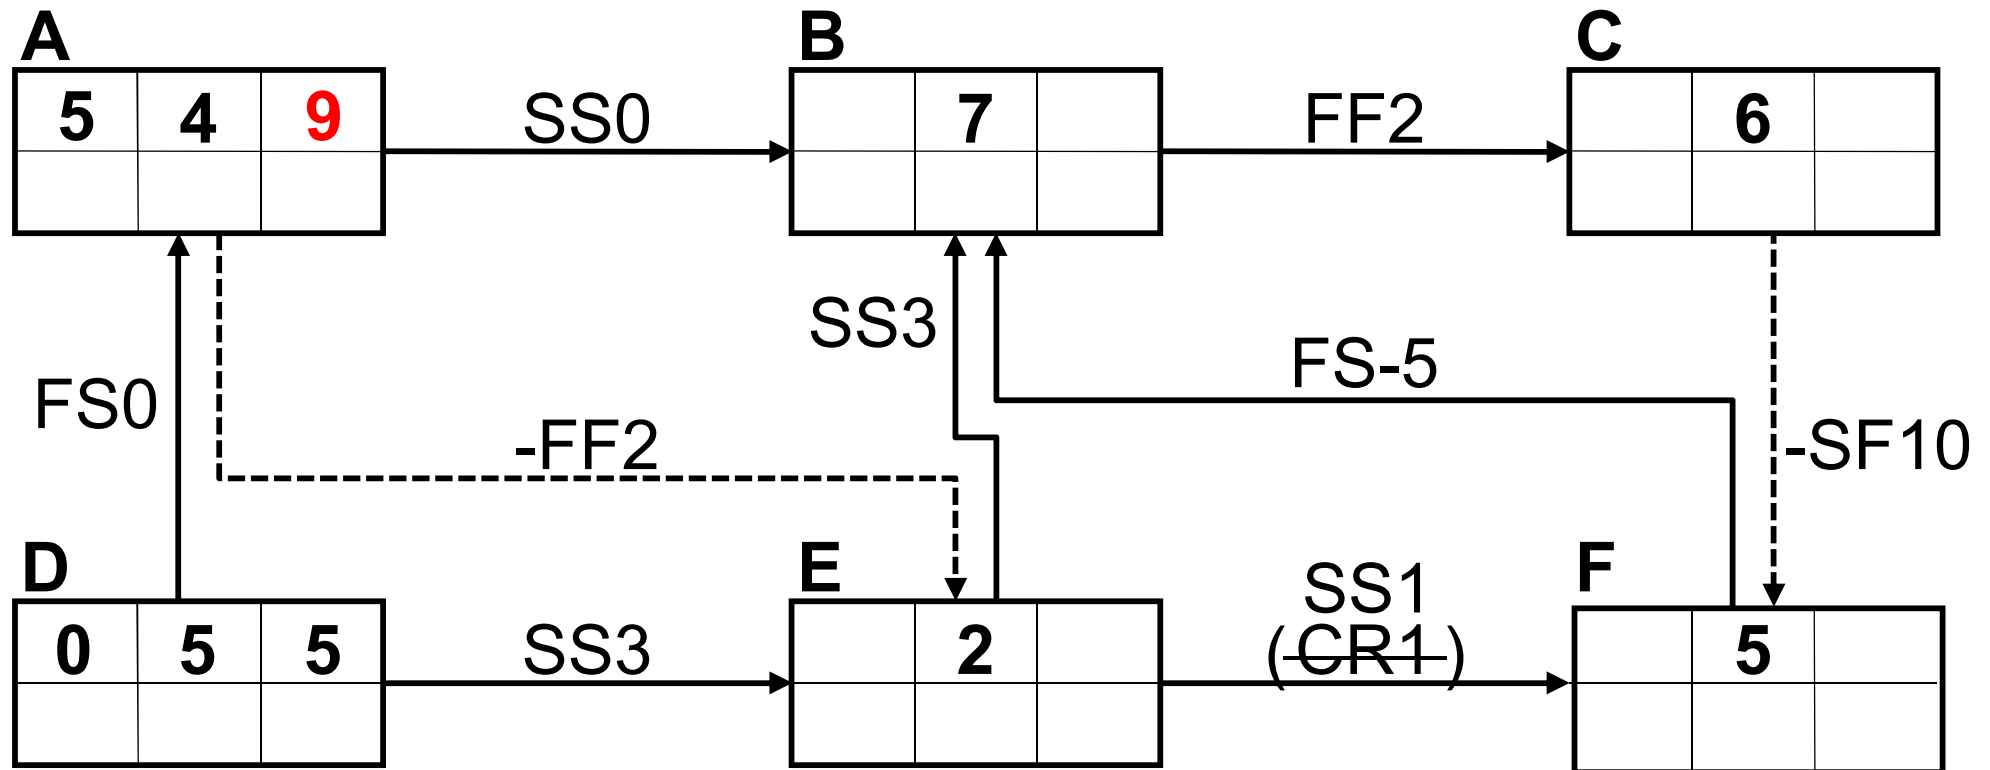 A B C
5 4 9 SS0 7 FF2 6
SS3
FS-5
FS0
-FF2
-SF10
D E F
SS1
0 5 5 SS3 2 (CR1) 5